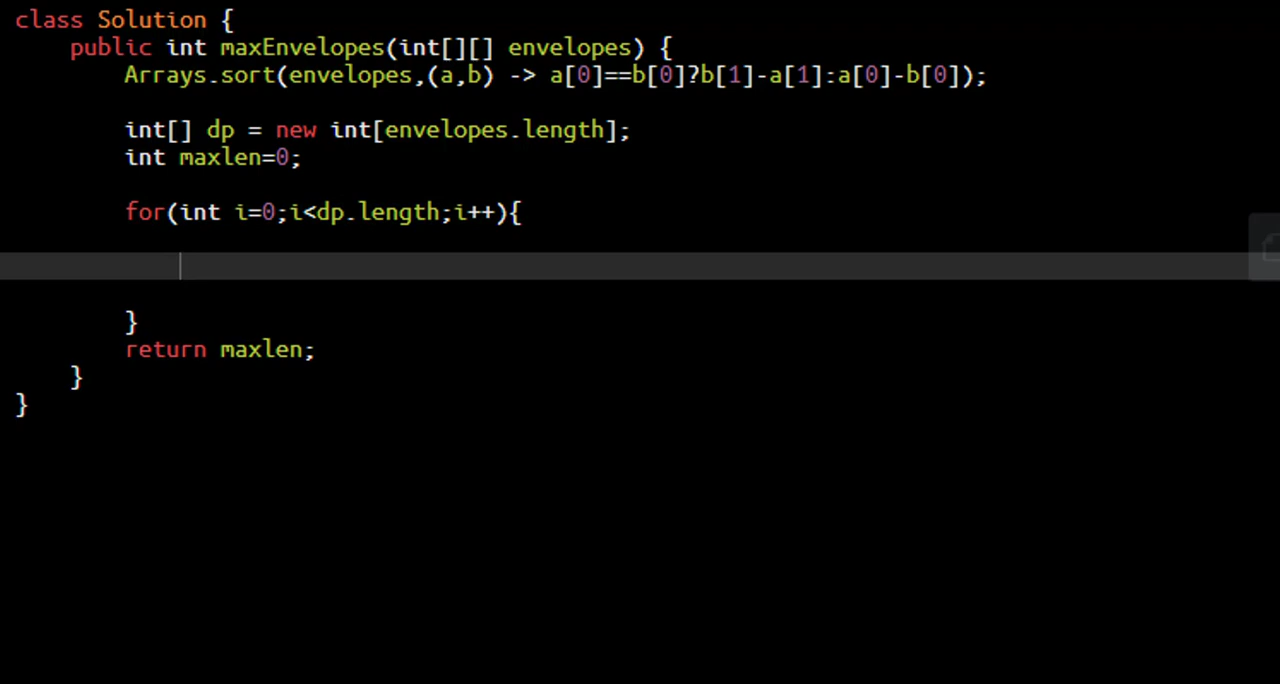 class Solution {
    public int maxEnvelopes(int[][] envelopes) {
        Arrays.sort(envelopes,(a,b) -> a[0]==b[0]?b[1]-a[1]:a[0]-b[0]);
        int[] dp = new int[envelopes.length];
        int maxlen=0;
        for(int i=0;i<dp.length;i++){
        }
        return maxlen;
    }
}